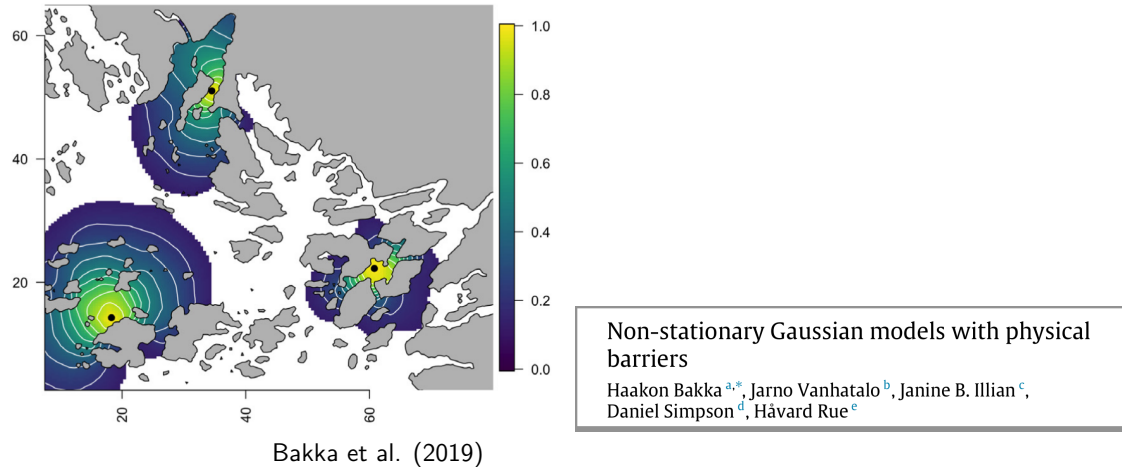 60
40
20
20
40
60
1.0
0.8
0.6
0.4
0.2
0.0
Bakka et al. (2019)
Non-stationary Gaussian models with physical
barriers
Haakon Bakka a,*, Jarno Vanhatalo b, Janine B. Illian c,
Daniel Simpson d, Håvard Rue e